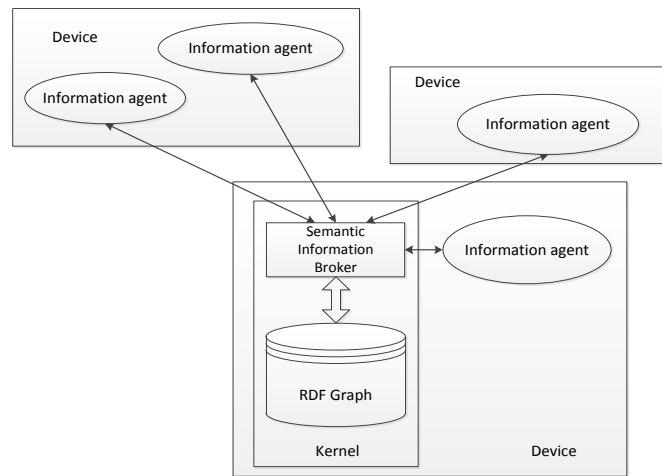 Device
Information agent
Information agent
Device
Information agent
Semantic
Information
Broker
Information agent
RDF Graph
Kernel
Device